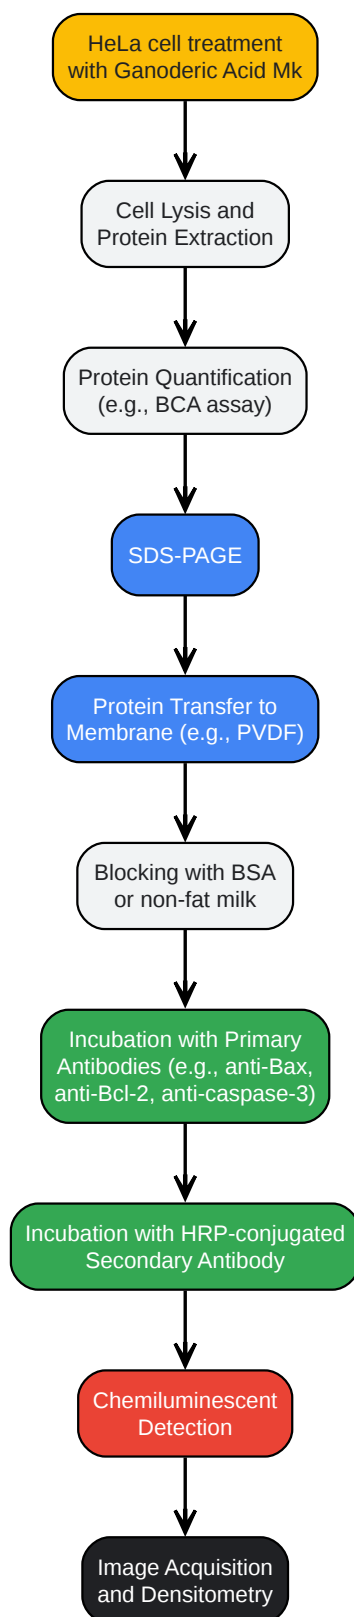 HeLa cell treatment
with Ganoderic Acid Mk
Cell Lysis and
Protein Extraction
Protein Quantification
(e.g., BCA assay)
SDS-PAGE
Protein Transfer to
Membrane (e.g., PVDF)
Blocking with BSA
or non-fat milk
Incubation with Primary
Antibodies (e.g., anti-Bax,
anti-Bcl-2, anti-caspase-3)
Incubation with HRP-conjugated
Secondary Antibody
Chemiluminescent
Detection
Image Acquisition
and Densitometry